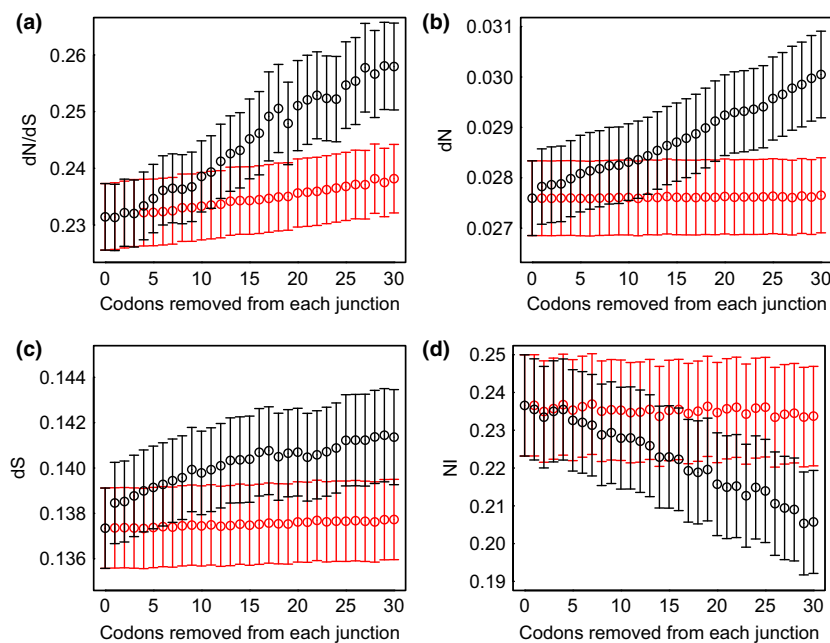 (a)
dN/dS
0.26
0.25
0.24
0.23
0 5 10 15 20 25 30
Codons removed from each junction
(b)
dN
0.031
0.030
0.029
0.028
0.027
0 5 10 15 20 25 30
Codons removed from each junction
(c)
dS
0.144
0.142
0.140
0.138
0.136
0 5 10 15 20 25 30
Codons removed from each junction
(d)
NI
0.25
0.24
0.23
0.22
0.21
0.20
0.19
0 5 10 15 20 25 30
Codons removed from each junction